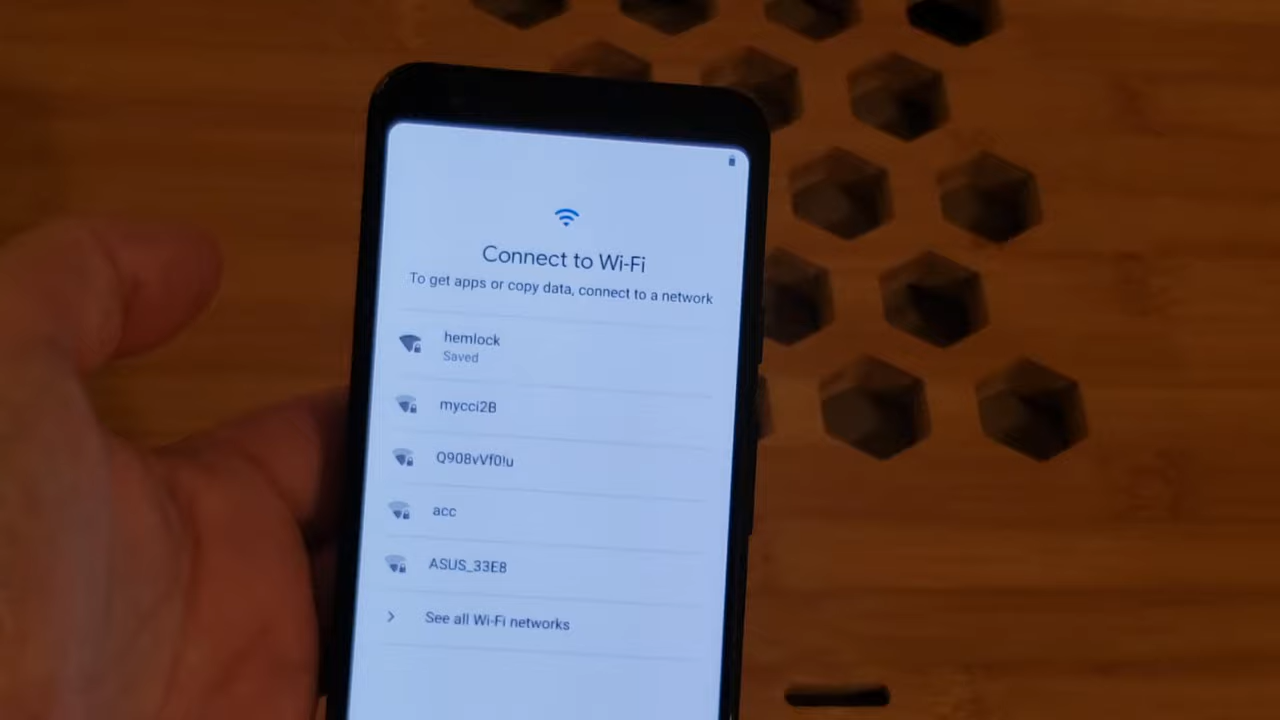 Connect to Wi-Fi
To get apps or copy data, connect to a network
hemlock
Saved
mycci2B
Q908vVf0!u
acc
ASUS_33E8
See all Wi-Fi networks